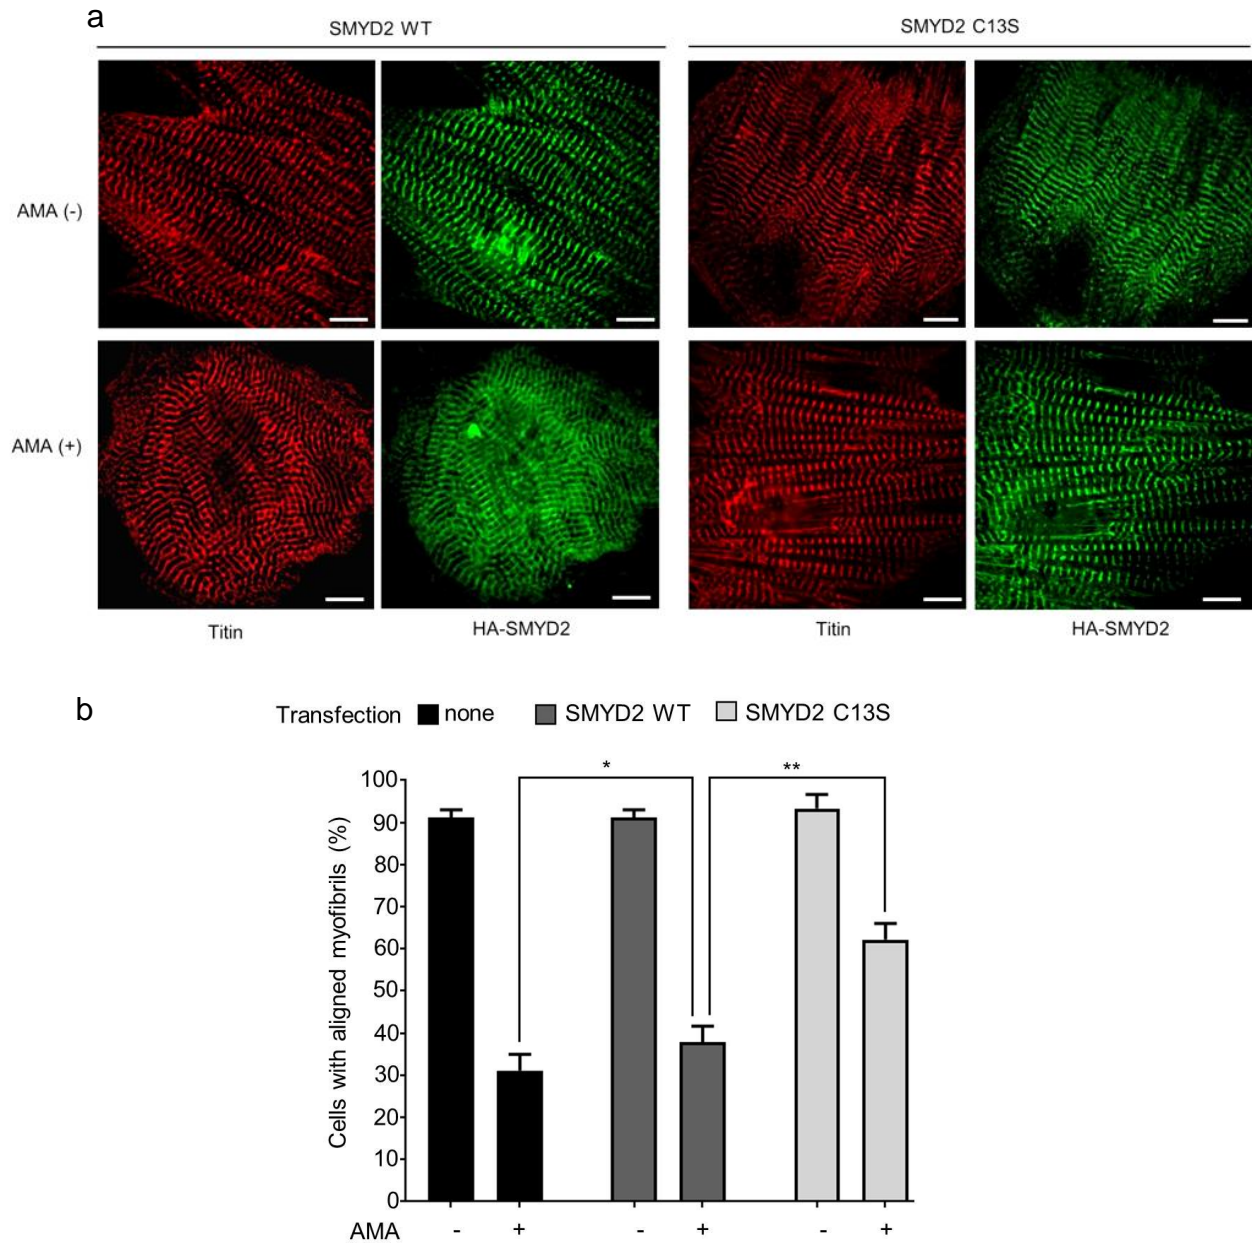 a
SMYD2 WT
SMYD2 C13S
AMA (-)
AMA (+)
Titin
HA-SMYD2
Titin
HA-SMYD2
b
Transfection none SMYD2 WT SMYD2 C13S
* **
Cells with aligned myofibrils (%)
100
90
80
70
60
50
40
30
20
10
0
AMA - + - + - +